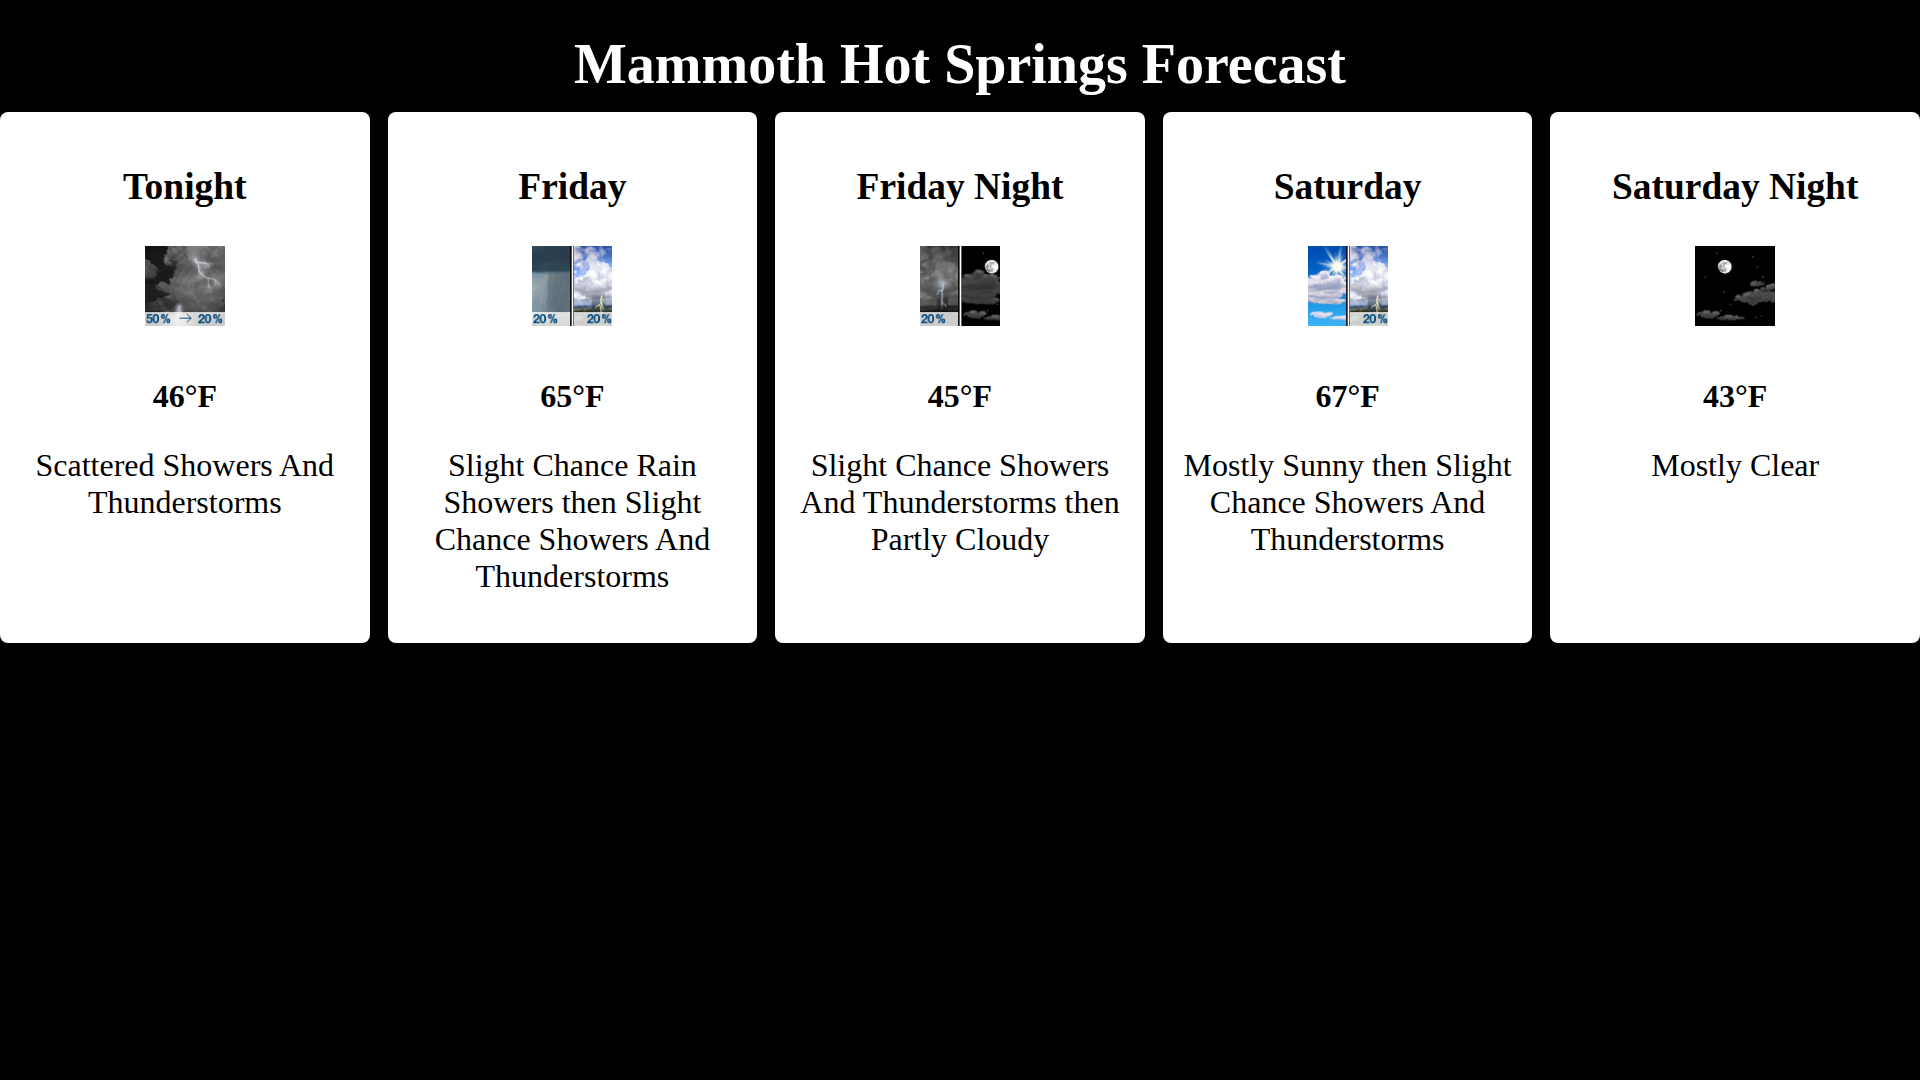 Mammoth Hot Springs Forecast
Tonight
50% → 20%
46°F
Scattered Showers And
Thunderstorms
Friday
20% 20%
65°F
Slight Chance Rain
Showers then Slight
Chance Showers And
Thunderstorms
Friday Night
20%
45°F
Slight Chance Showers
And Thunderstorms then
Partly Cloudy
Saturday
20%
67°F
Mostly Sunny then Slight
Chance Showers And
Thunderstorms
Saturday Night
43°F
Mostly Clear